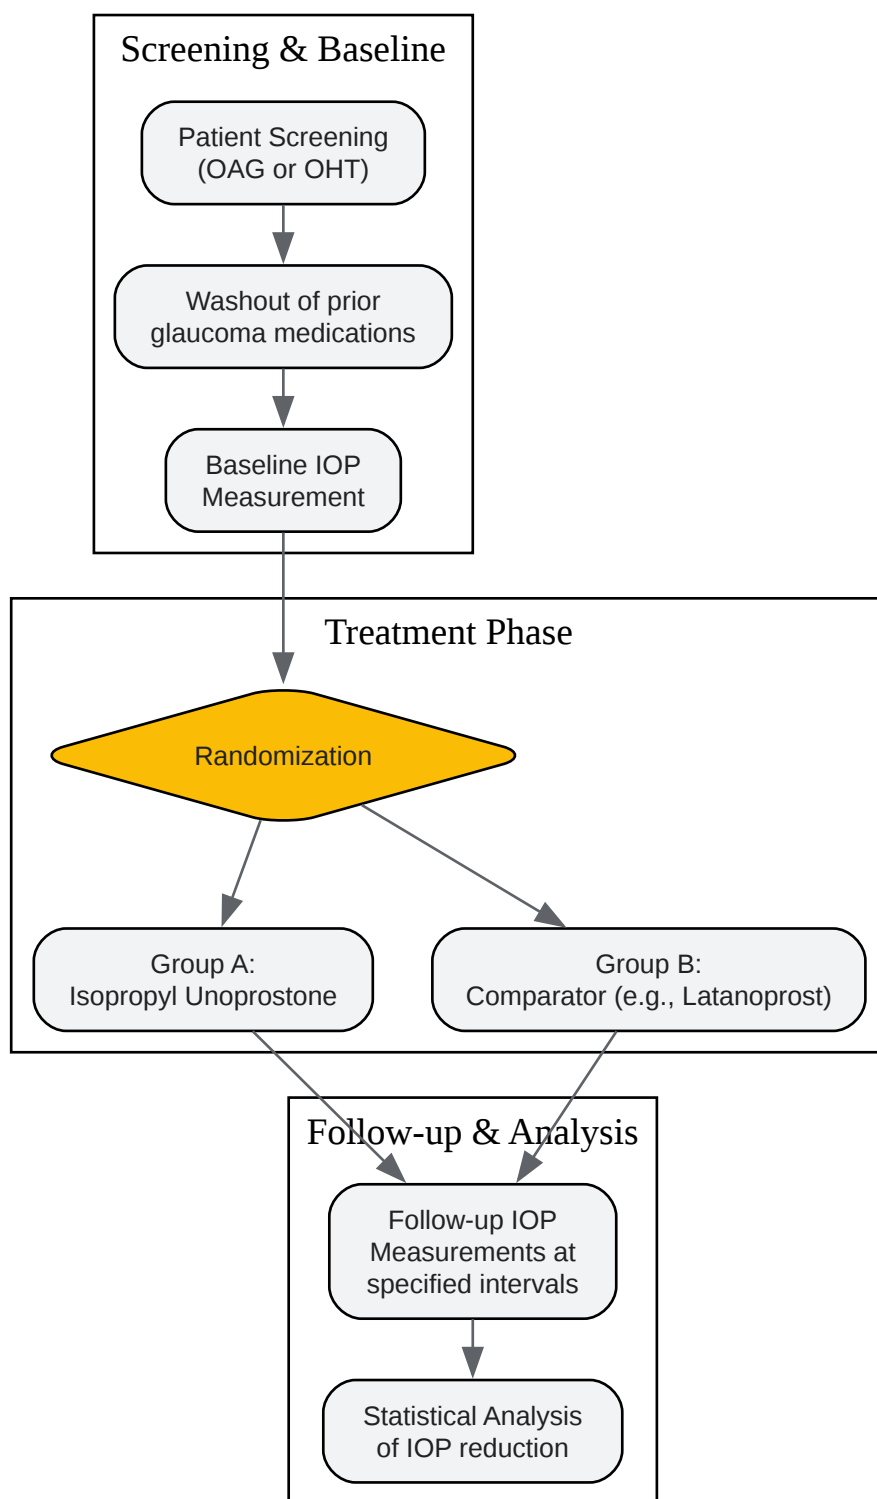 Screening & Baseline
Patient Screening
(OAG or OHT)
Washout of prior
glaucoma medications
Baseline IOP
Measurement
Treatment Phase
Randomization
Group A:
Isopropyl Unoprostone
Group B:
Comparator (e.g., Latanoprost)
Follow-up & Analysis
Follow-up IOP
Measurements at
specified intervals
Statistical Analysis
of IOP reduction